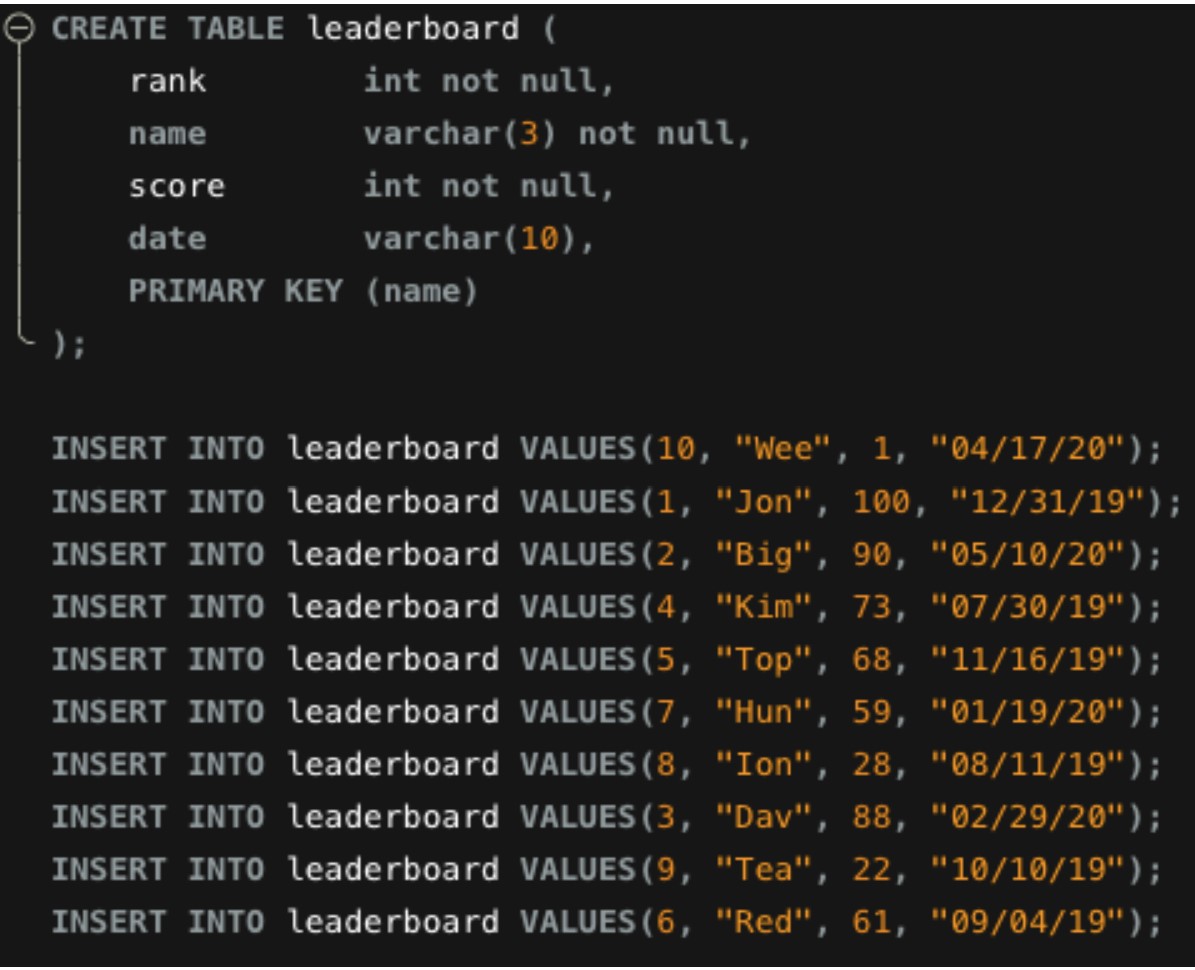 CREATE TABLE leaderboard (
rank int not null,
name varchar(3) not null,
score int not null,
date varchar(10),
PRIMARY KEY (name)
);
INSERT INTO leaderboard VALUES(10, "Wee", 1, "04/17/20");
INSERT INTO leaderboard VALUES(1, "Jon", 100, "12/31/19");
INSERT INTO leaderboard VALUES(2, "Big", 90, "05/10/20");
INSERT INTO leaderboard VALUES(4, "Kim", 73, "07/30/19");
INSERT INTO leaderboard VALUES(5, "Top", 68, "11/16/19");
INSERT INTO leaderboard VALUES(7, "Hun", 59, "01/19/20");
INSERT INTO leaderboard VALUES(8, "Ion", 28, "08/11/19");
INSERT INTO leaderboard VALUES(3, "Dav", 88, "02/29/20");
INSERT INTO leaderboard VALUES(9, "Tea", 22, "10/10/19");
INSERT INTO leaderboard VALUES(6, "Red", 61, "09/04/19");